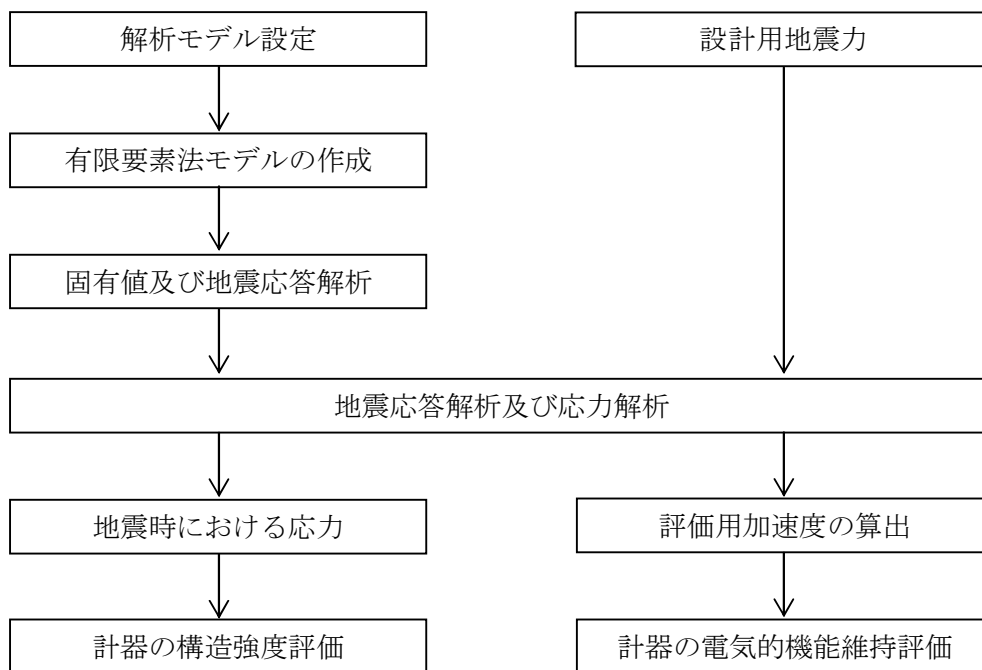 解析モデル設定
設計用地震力
有限要素法モデルの作成
固有値及び地震応答解析
地震応答解析及び応力解析
地震時における応力
評価用加速度の算出
計器の構造強度評価
計器の電気的機能維持評価